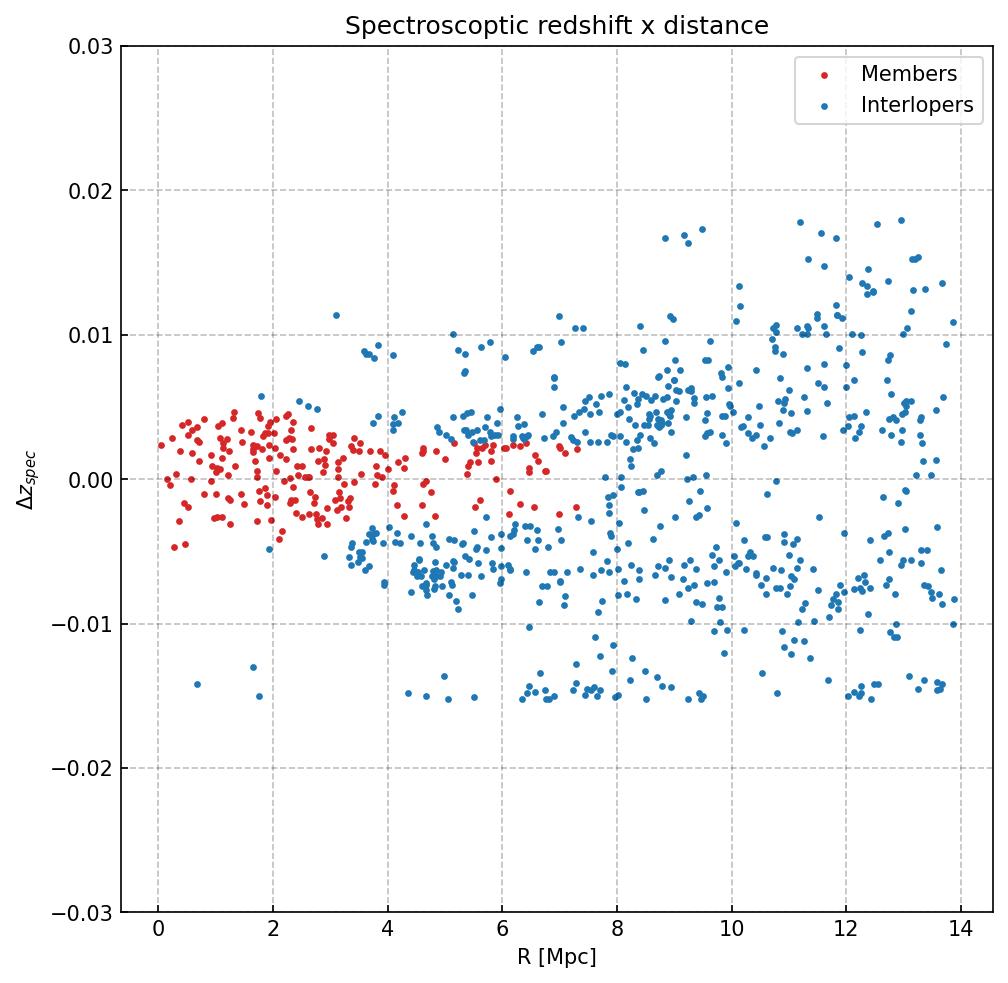 Spectroscoptic redshift x distance
Members
Interlopers
0.03
0.02
0.01
0.00
−0.01
−0.02
−0.03
Δz_spec
0 2 4 6 8 10 12 14
R [Mpc]